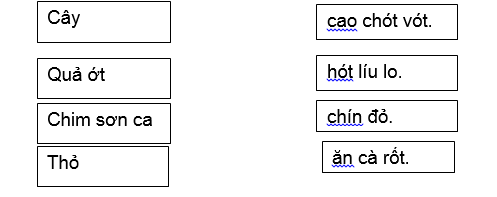 Cây
cao chót vót.
Quả ớt
hót líu lo.
Chim sơn ca
chín đỏ.
Thỏ
ăn cà rốt.